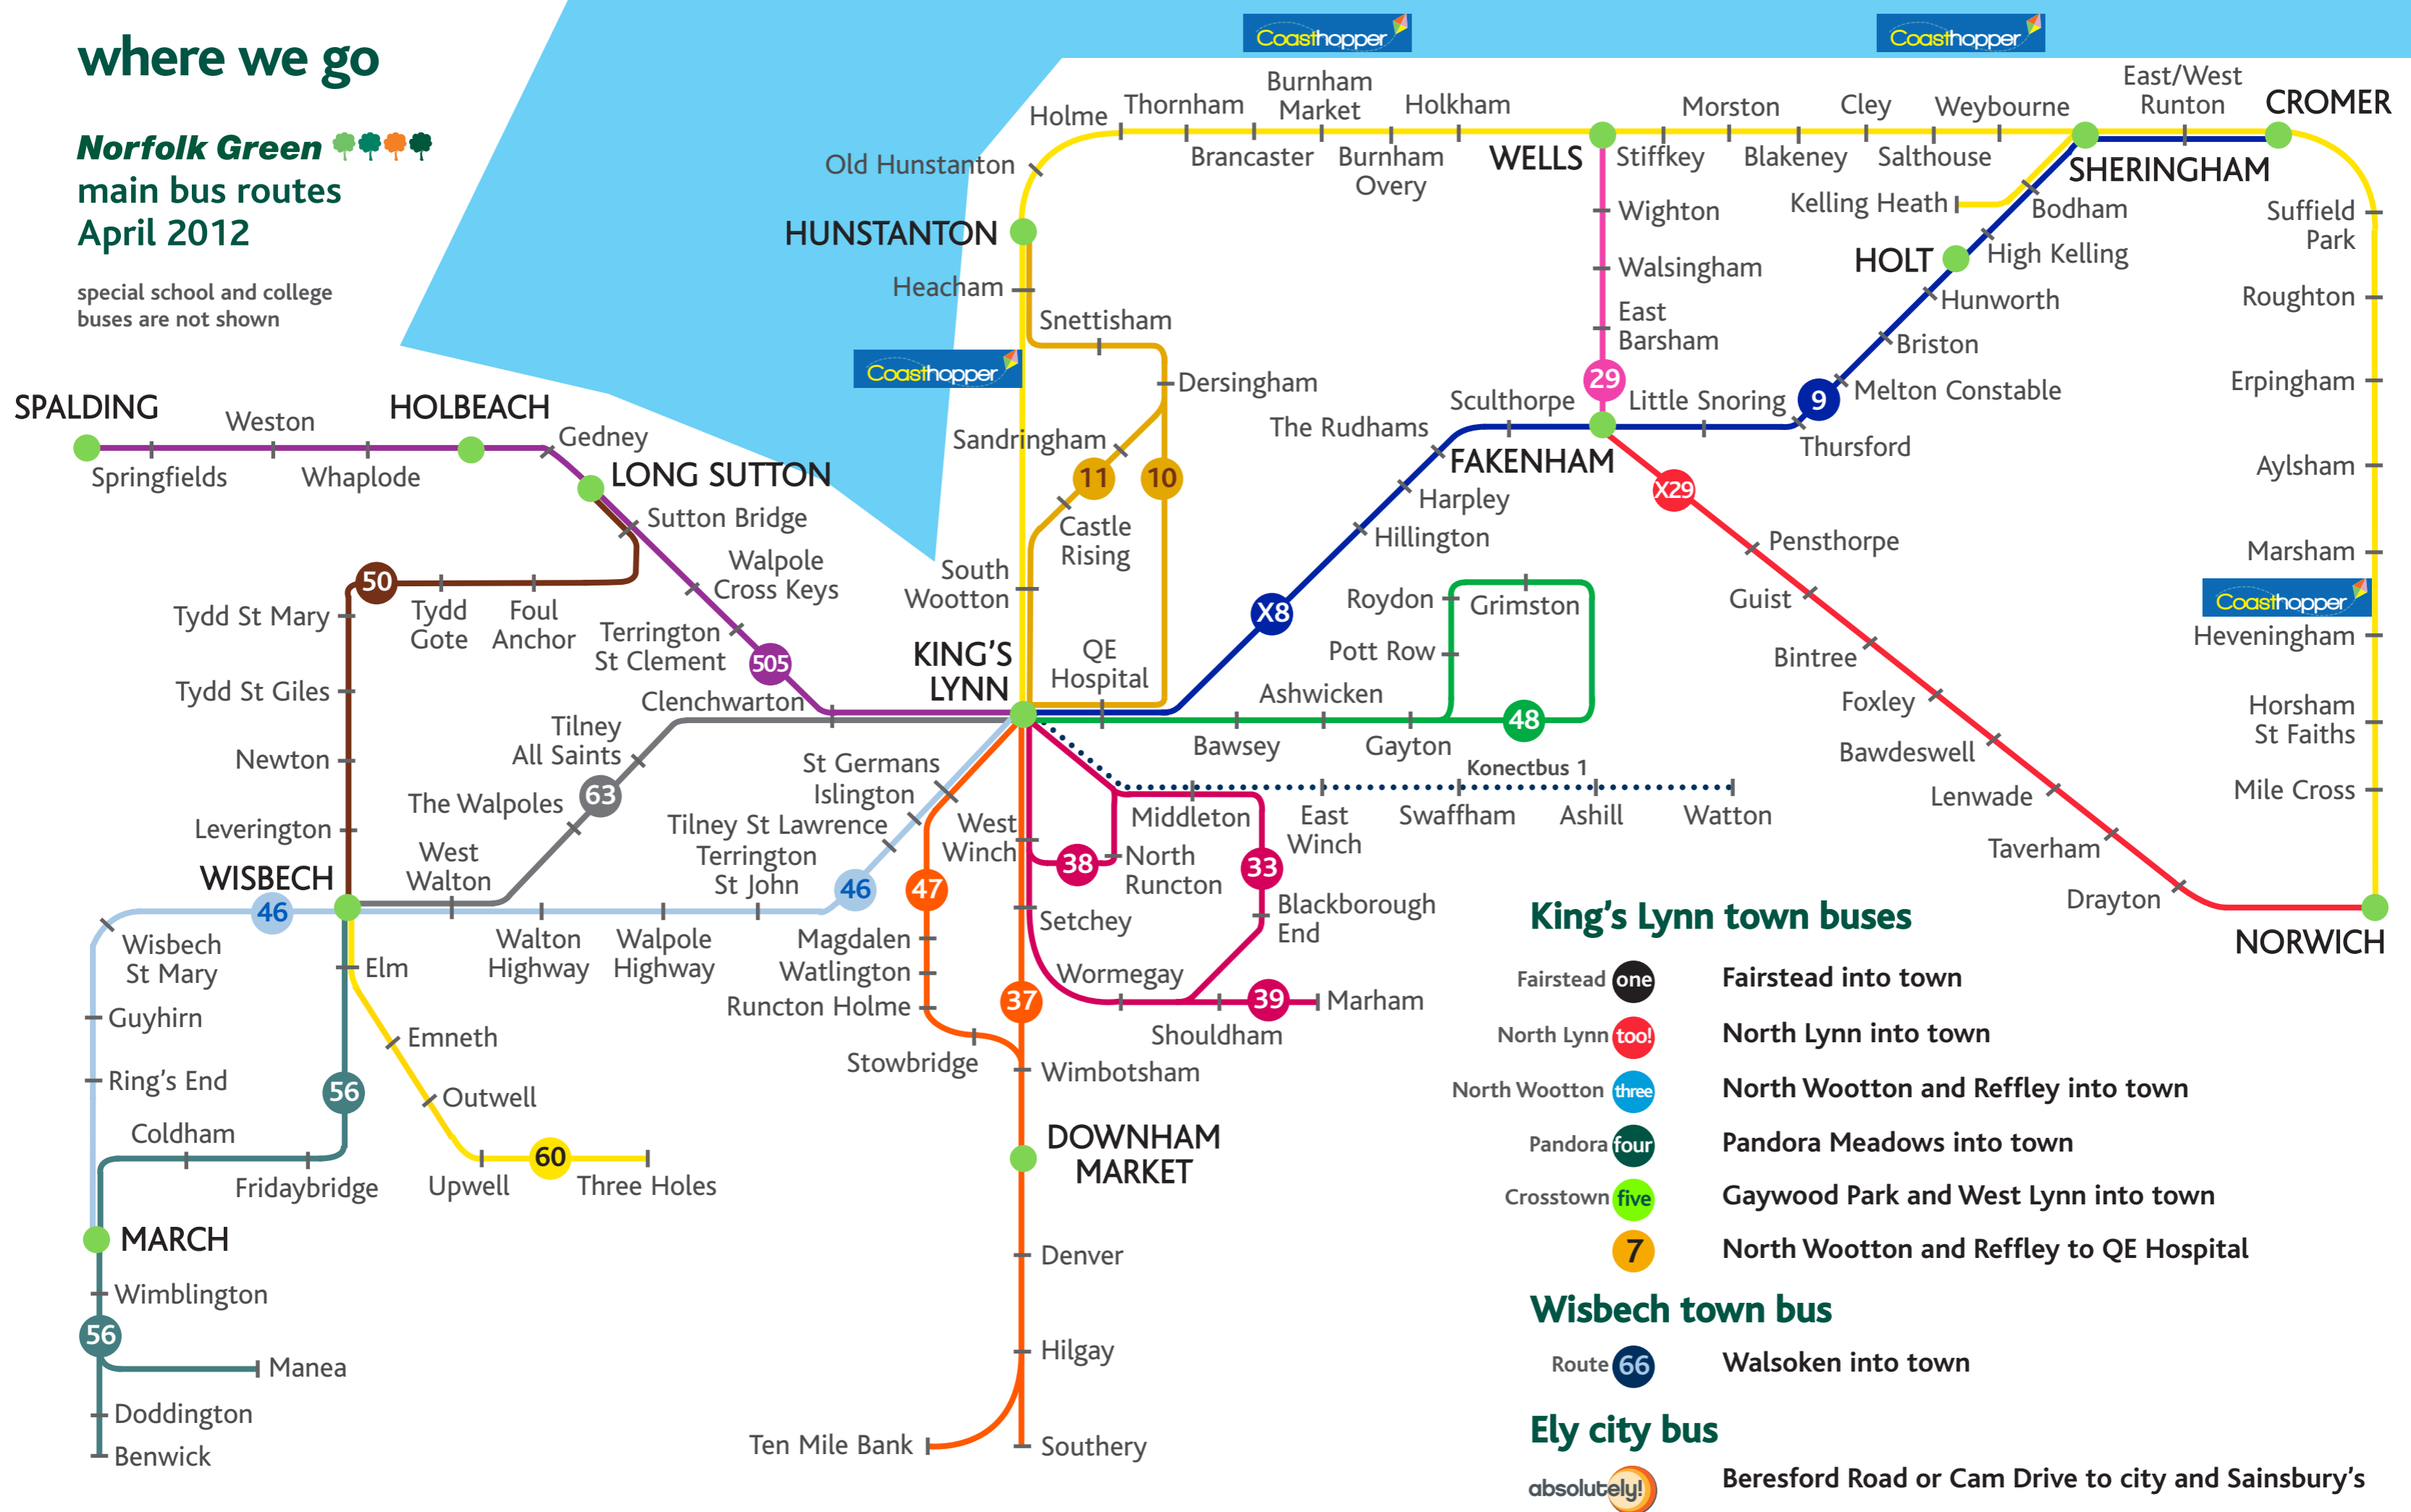 where we go
Norfolk Green
main bus routes
April 2012
special school and college
buses are not shown
Coasthopper
Coasthopper
Holme
Thornham
Burnham
Market
Holkham
Morston
Cley
Weybourne
East/West
Runton
CROMER
Old Hunstanton
Brancaster
Burnham
Overy
WELLS
Stiffkey
Blakeney
Salthouse
SHERINGHAM
HUNSTANTON
Wighton
Kelling Heath
Bodham
Suffield
Park
Heacham
Walsingham
HOLT
High Kelling
Snettisham
East
Barsham
Hunworth
Roughton
Coasthopper
Briston
Dersingham
29
Erpingham
Sculthorpe
Little Snoring
9
Melton Constable
SPALDING
Weston
HOLBEACH
Gedney
Sandringham
The Rudhams
FAKENHAM
Thursford
Springfields
Whaplode
LONG SUTTON
11
10
Harpley
X29
Aylsham
Sutton Bridge
Castle
Rising
Hillington
Pensthorpe
Marsham
Walpole
Cross Keys
South
Wootton
Coasthopper
50
Tydd
Gote
Foul
Anchor
Tydd St Mary
Roydon
Grimston
Guist
Heveningham
Terrington
St Clement
505
KING'S
LYNN
QE
Hospital
X8
Pott Row
Bintree
Tydd St Giles
Clenchwarton
Ashwicken
Foxley
Horsham
St Faiths
Tilney
All Saints
Bawsey
Gayton
48
Bawdeswell
Newton
St Germans
Islington
Konectbus 1
The Walpoles
63
Lenwade
Mile Cross
Leverington
Tilney St Lawrence
West
Winch
Middleton
East
Winch
Swaffham
Ashill
Watton
West
Walton
Terrington
St John
38
North
Runcton
33
Taverham
WISBECH
46
46
47
Setchey
Blackborough
End
Drayton
NORWICH
Wisbech
St Mary
Walton
Highway
Walpole
Highway
Magdalen
Watlington
Runcton Holme
Elm
Wormegay
37
39
Marham
Guyhirn
Emneth
Stowbridge
Shouldham
Ring's End
56
Outwell
Wimbotsham
Coldham
Fridaybridge
Upwell
60
Three Holes
DOWNHAM
MARKET
MARCH
Denver
Wimblington
56
Manea
Hilgay
Doddington
Benwick
Ten Mile Bank
Southery
King's Lynn town buses
Fairstead one Fairstead into town
North Lynn too! North Lynn into town
North Wootton three North Wootton and Reffley into town
Pandora four Pandora Meadows into town
Crosstown five Gaywood Park and West Lynn into town
7 North Wootton and Reffley to QE Hospital
Wisbech town bus
Route 66 Walsoken into town
Ely city bus
absolutely! Beresford Road or Cam Drive to city and Sainsbury's